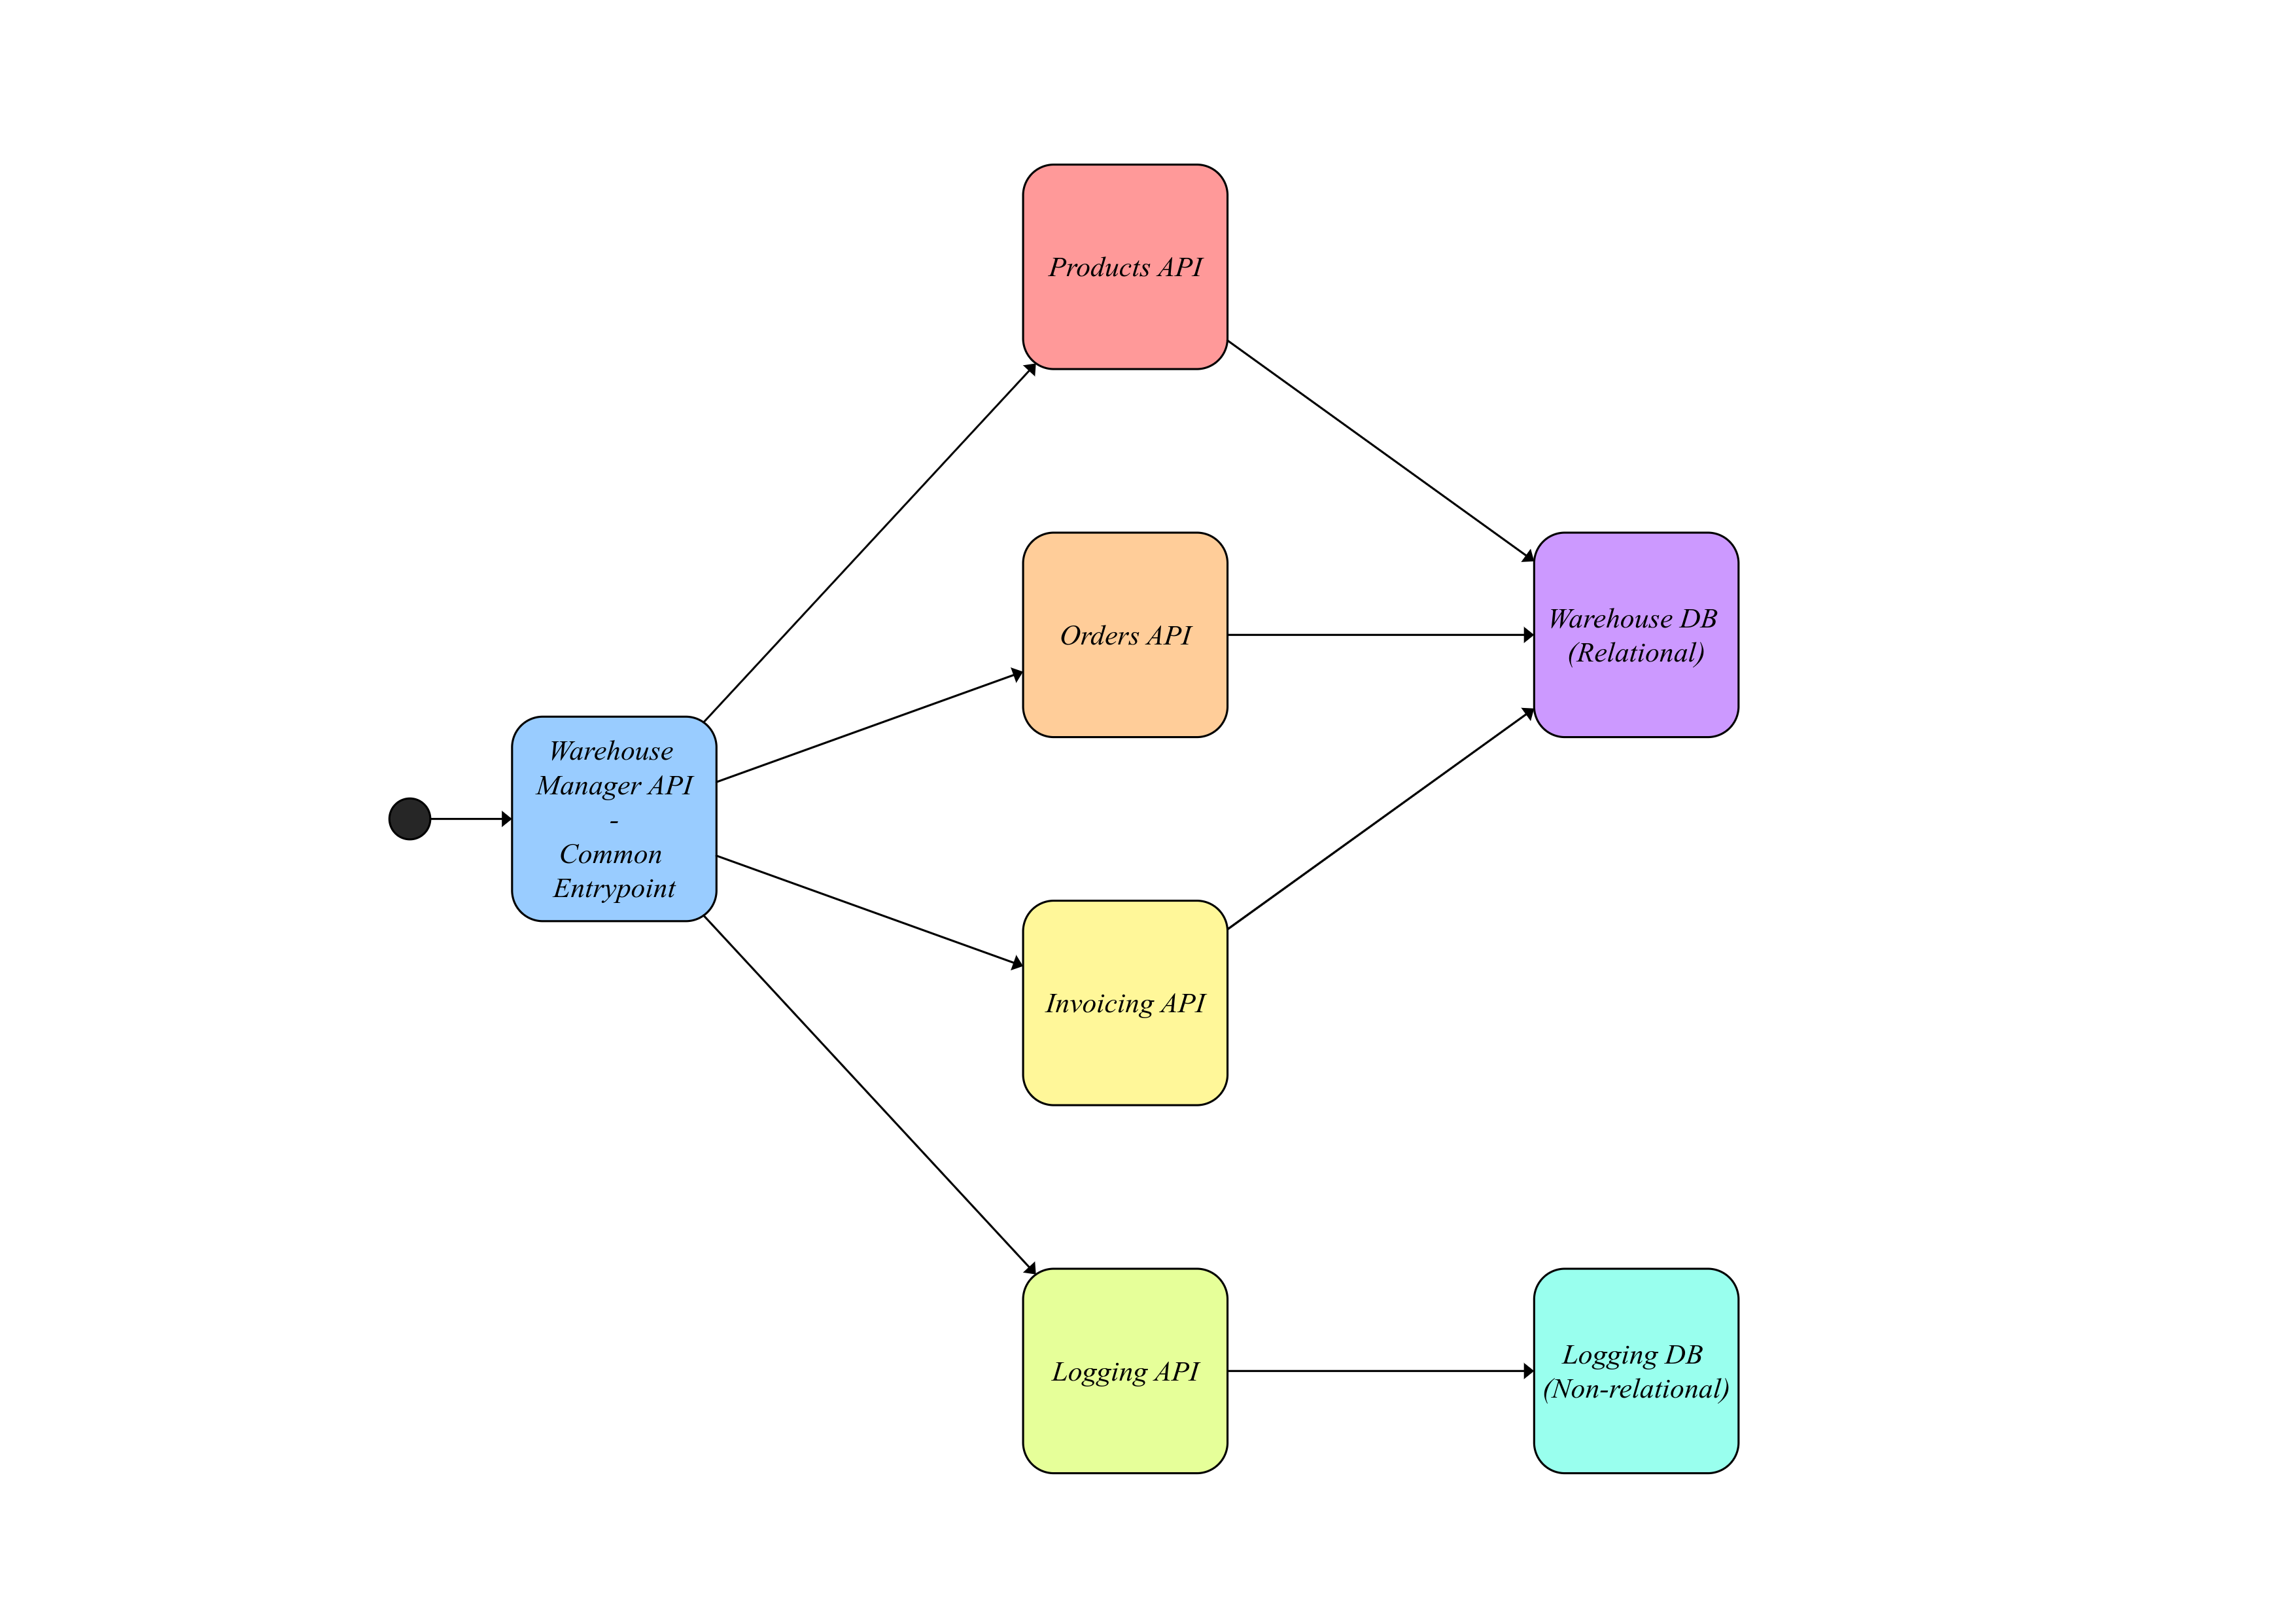 Products API
Orders API
Warehouse DB
(Relational)
Warehouse
Manager API
-
Common
Entrypoint
Invoicing API
Logging API
Logging DB
(Non-relational)